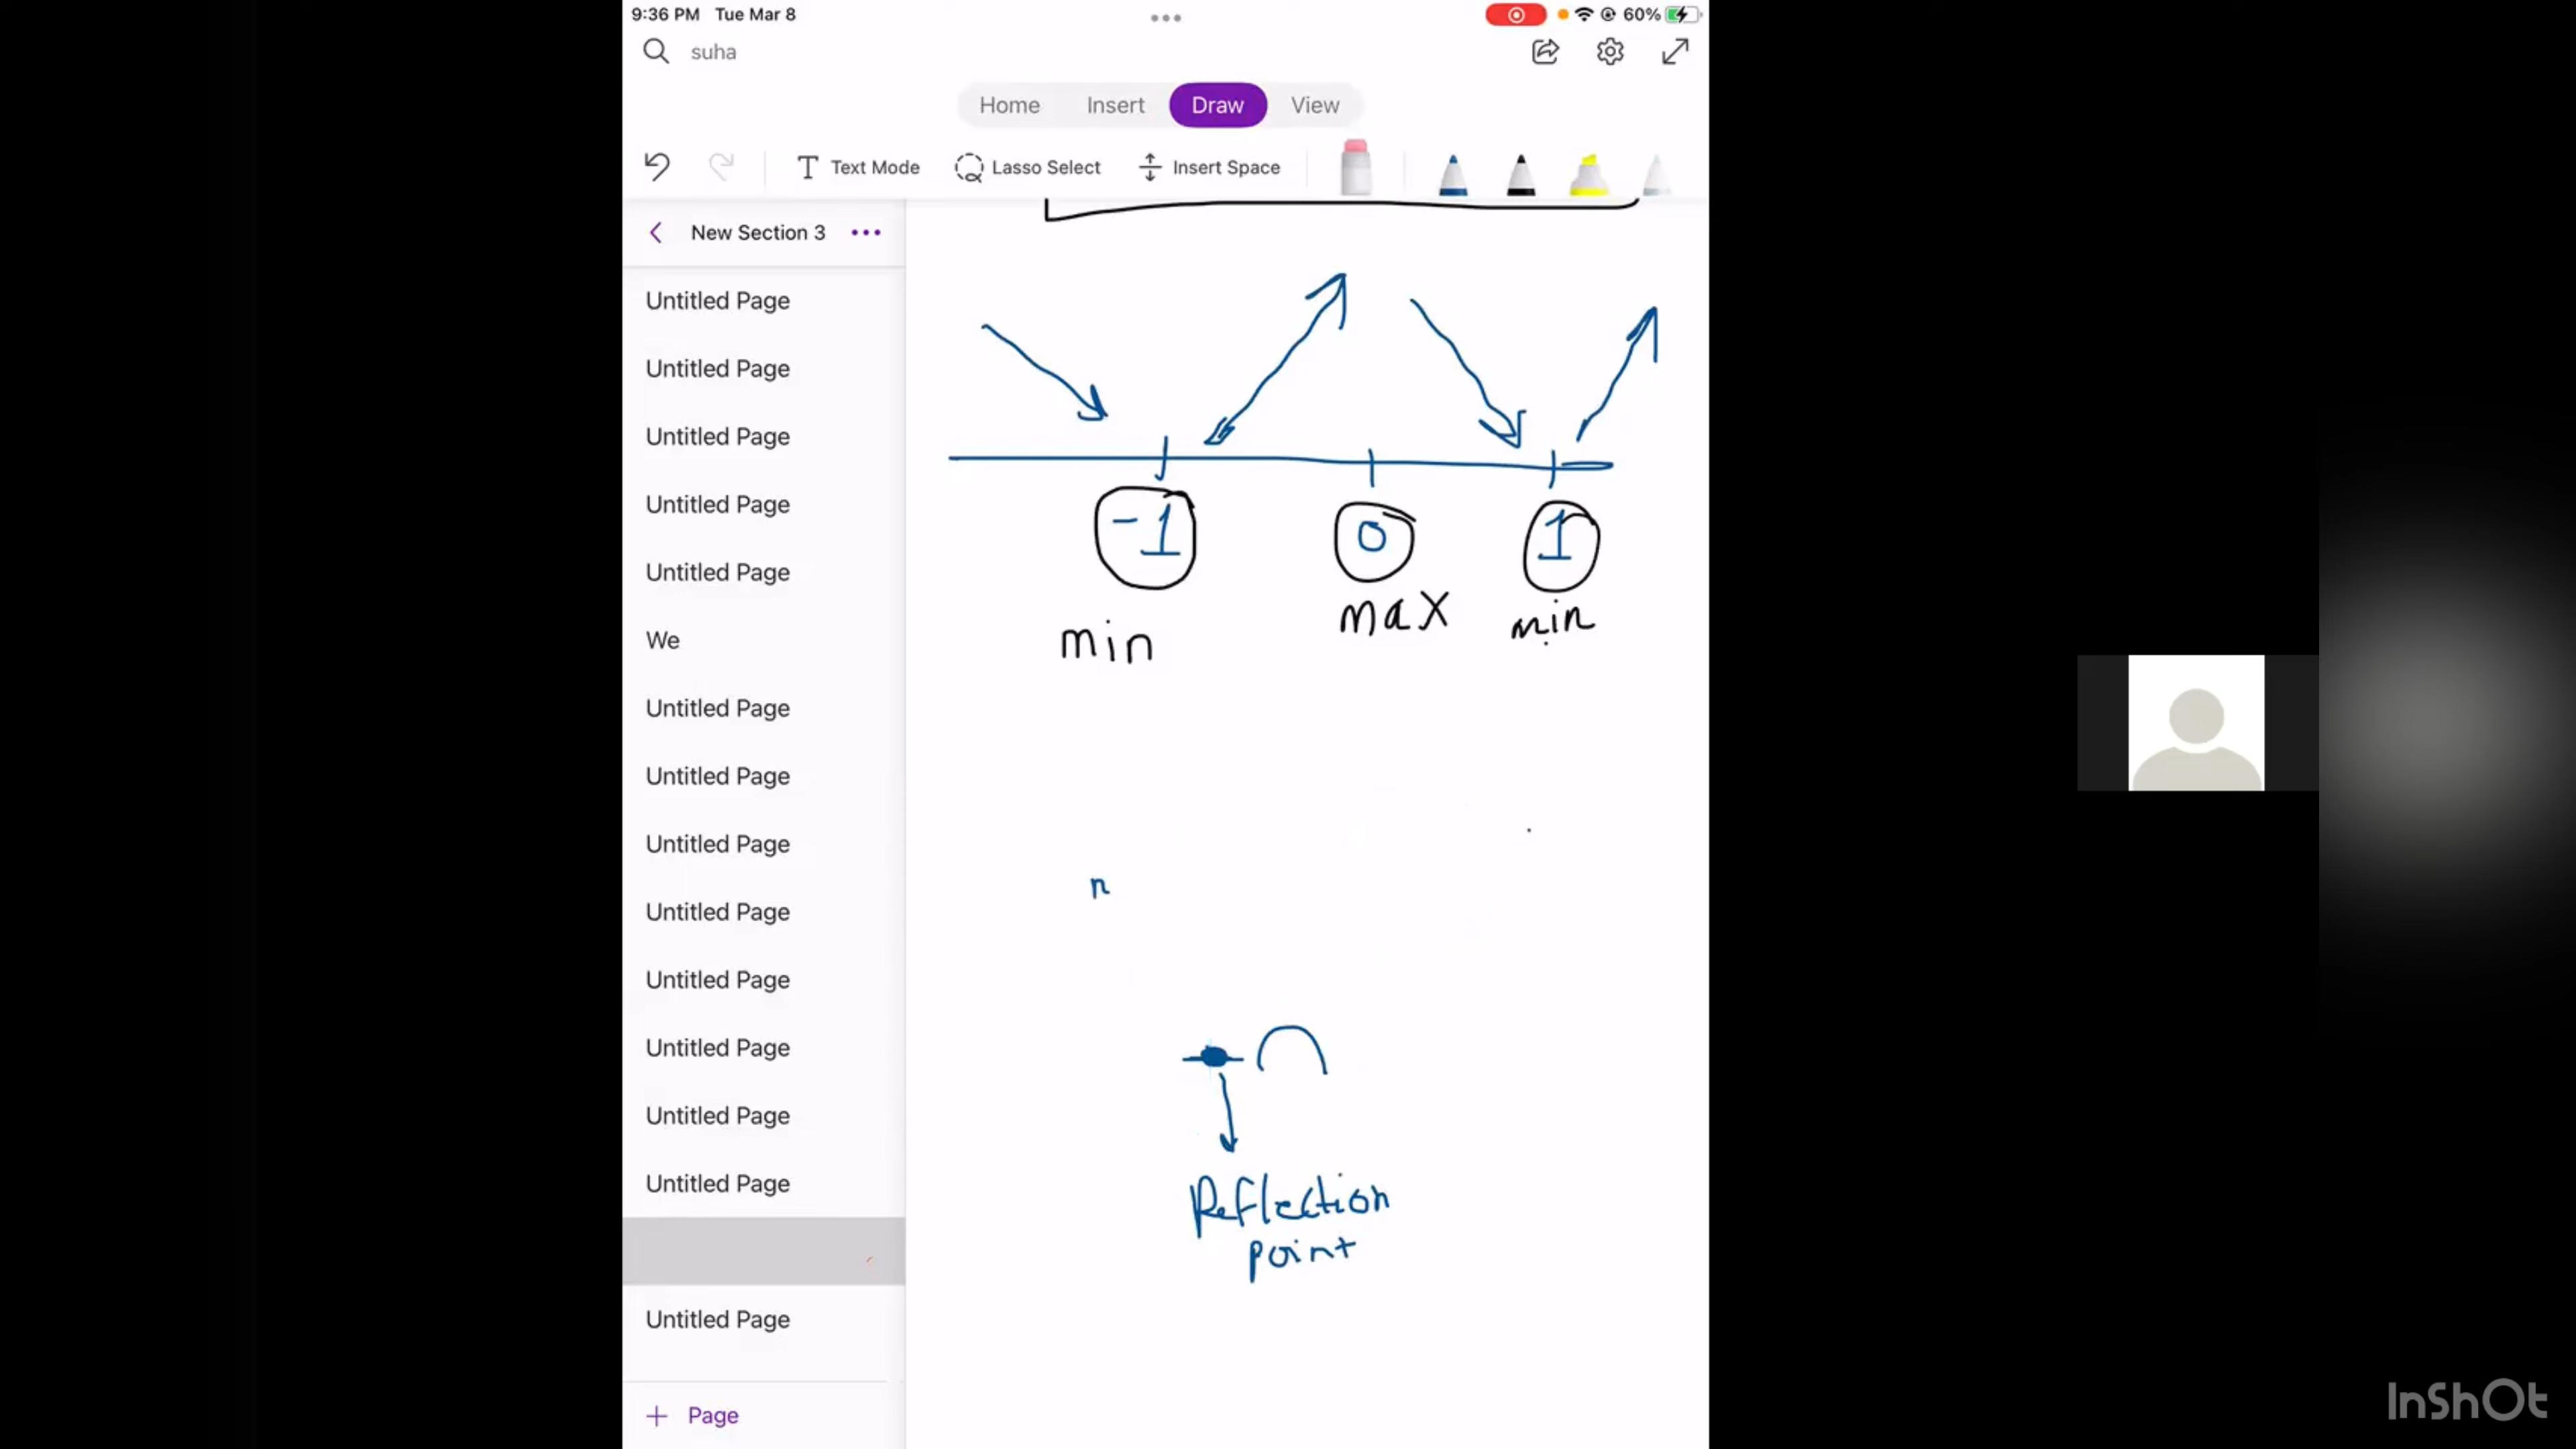 9:36 PM Tue Mar 8
60%
suha
Home Insert Draw View
Text Mode Lasso Select Insert Space
New Section 3
Untitled Page
Untitled Page
Untitled Page
Untitled Page
Untitled Page
We
Untitled Page
Untitled Page
Untitled Page
Untitled Page
Untitled Page
Untitled Page
Untitled Page
Untitled Page
Untitled Page
+ Page
-1 0 1
min max min
n
Reflection
point
InShOt